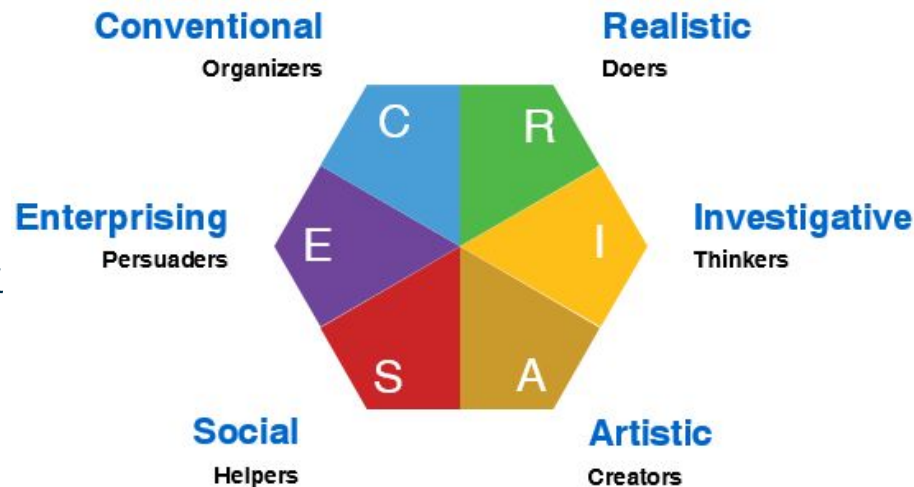 Conventional
Organizers
Realistic
Doers
C
R
Enterprising
Persuaders
E
I
Investigative
Thinkers
S
A
Social
Helpers
Artistic
Creators